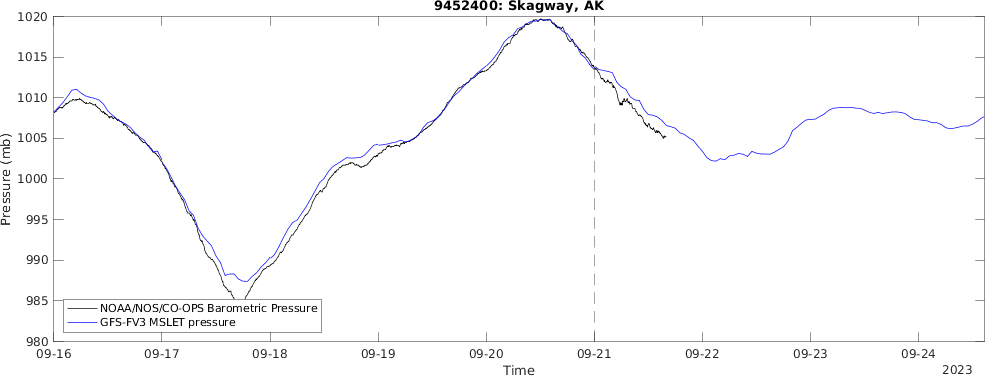 9452400: Skagway, AK
Pressure (mb)
1020
1015
1010
1005
1000
995
990
985
980
NOAA/NOS/CO-OPS Barometric Pressure
GFS-FV3 MSLET pressure
09-16 09-17 09-18 09-19 09-20 09-21 09-22 09-23 09-24
Time
2023